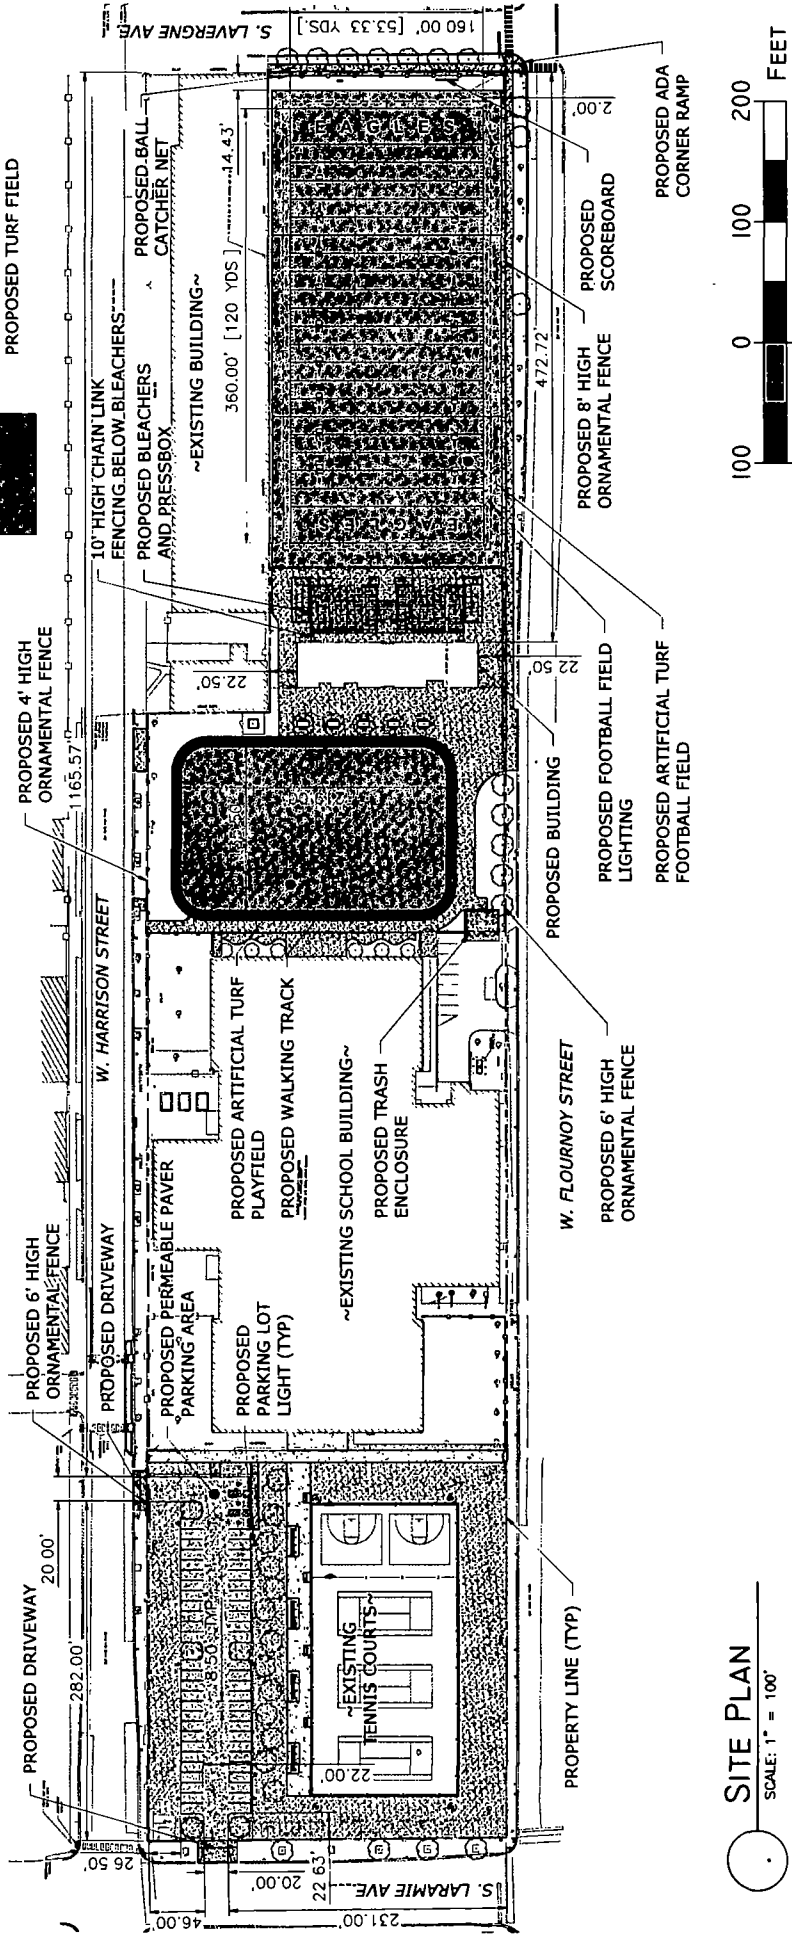 PROPOSED TURF FIELD
S. LAVERGNE AVE
160.00' [53.33 YDS.]
PROPOSED BALL
CATCHER NET
~EXISTING BUILDING~
14.43'
360.00' [120 YDS]
10' HIGH CHAIN LINK
FENCING BELOW BLEACHERS
PROPOSED BLEACHERS
AND PRESSBOX
EAGLES
EAGLES
2.00'
PROPOSED ADA
CORNER RAMP
PROPOSED
SCOREBOARD
472.72'
PROPOSED 8' HIGH
ORNAMENTAL FENCE
PROPOSED 4' HIGH
ORNAMENTAL FENCE
1165.57'
22.50'
22.50'
PROPOSED BUILDING
PROPOSED FOOTBALL FIELD
LIGHTING
PROPOSED ARTIFICIAL TURF
FOOTBALL FIELD
W. HARRISON STREET
PROPOSED ARTIFICIAL TURF
PLAYFIELD
PROPOSED WALKING TRACK
~EXISTING SCHOOL BUILDING~
PROPOSED TRASH
ENCLOSURE
W. FLOURNOY STREET
PROPOSED 6' HIGH
ORNAMENTAL FENCE
PROPOSED 6' HIGH
ORNAMENTAL FENCE
PROPOSED DRIVEWAY
PROPOSED PERMEABLE PAVER
PARKING AREA
PROPOSED
PARKING LOT
LIGHT (TYP)
20 00'
PROPOSED DRIVEWAY
282.00'
8.50' TYP
~EXISTING
TENNIS COURTS~
22.00'
PROPERTY LINE (TYP)
26.50'
20.00'
22 63'
S. LARAMIE AVE.
46.00'
231.00'
SITE PLAN
SCALE: 1" = 100'
100 0 100 200
FEET